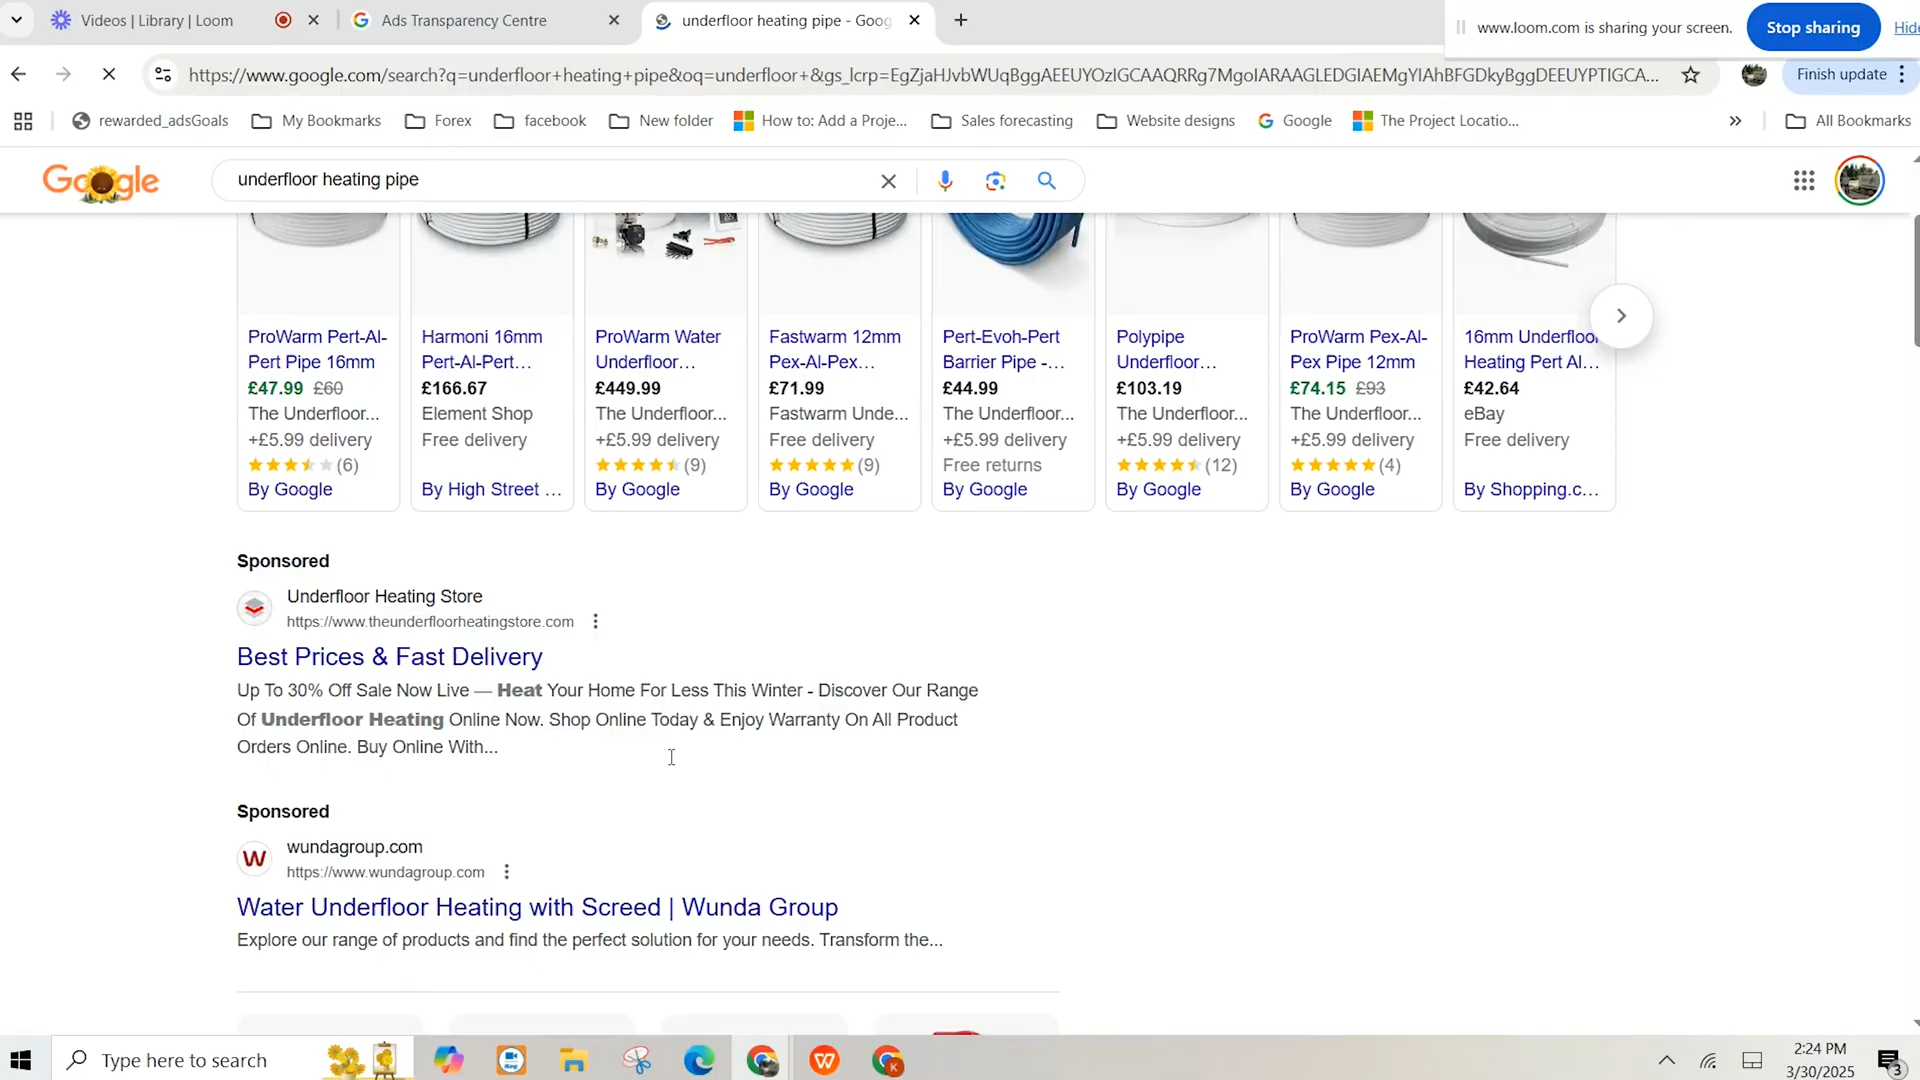 Videos | Library | Loom
Ads Transparency Centre
underfloor heating pipe - Goog
www.loom.com is sharing your screen.
Stop sharing
Hide
https://www.google.com/search?q=underfloor+heating+pipe&oq=underfloor+&gs_lcrp=EgZjaHJvbWUqBggAEEUYOzIGCAAQRRg7MgoIARAAGLEDGIAEMgYIAhBFGDkyBggDEEUYPTIGCA...
Finish update
rewarded_adsGoals
My Bookmarks
Forex
facebook
New folder
How to: Add a Proje...
Sales forecasting
Website designs
Google
The Project Locatio...
All Bookmarks
Google
underfloor heating pipe
ProWarm Pert-Al-
Pert Pipe 16mm
£47.99 £60
The Underfloor...
+£5.99 delivery
(6)
By Google
Harmoni 16mm
Pert-Al-Pert...
£166.67
Element Shop
Free delivery
By High Street ...
ProWarm Water
Underfloor...
£449.99
The Underfloor...
+£5.99 delivery
(9)
By Google
Fastwarm 12mm
Pex-Al-Pex...
£71.99
Fastwarm Unde...
Free delivery
(9)
By Google
Pert-Evoh-Pert
Barrier Pipe -...
£44.99
The Underfloor...
+£5.99 delivery
Free returns
By Google
Polypipe
Underfloor...
£103.19
The Underfloor...
+£5.99 delivery
(12)
By Google
ProWarm Pex-Al-
Pex Pipe 12mm
£74.15 £93
The Underfloor...
+£5.99 delivery
(4)
By Google
16mm Underfloor
Heating Pert Al...
£42.64
eBay
Free delivery
By Shopping.c...
Sponsored
Underfloor Heating Store
https://www.theunderfloorheatingstore.com
Best Prices & Fast Delivery
Up To 30% Off Sale Now Live — Heat Your Home For Less This Winter - Discover Our Range
Of Underfloor Heating Online Now. Shop Online Today & Enjoy Warranty On All Product
Orders Online. Buy Online With...
Sponsored
W
wundagroup.com
https://www.wundagroup.com
Water Underfloor Heating with Screed | Wunda Group
Explore our range of products and find the perfect solution for your needs. Transform the...
Type here to search
2:24 PM
3/30/2025
3